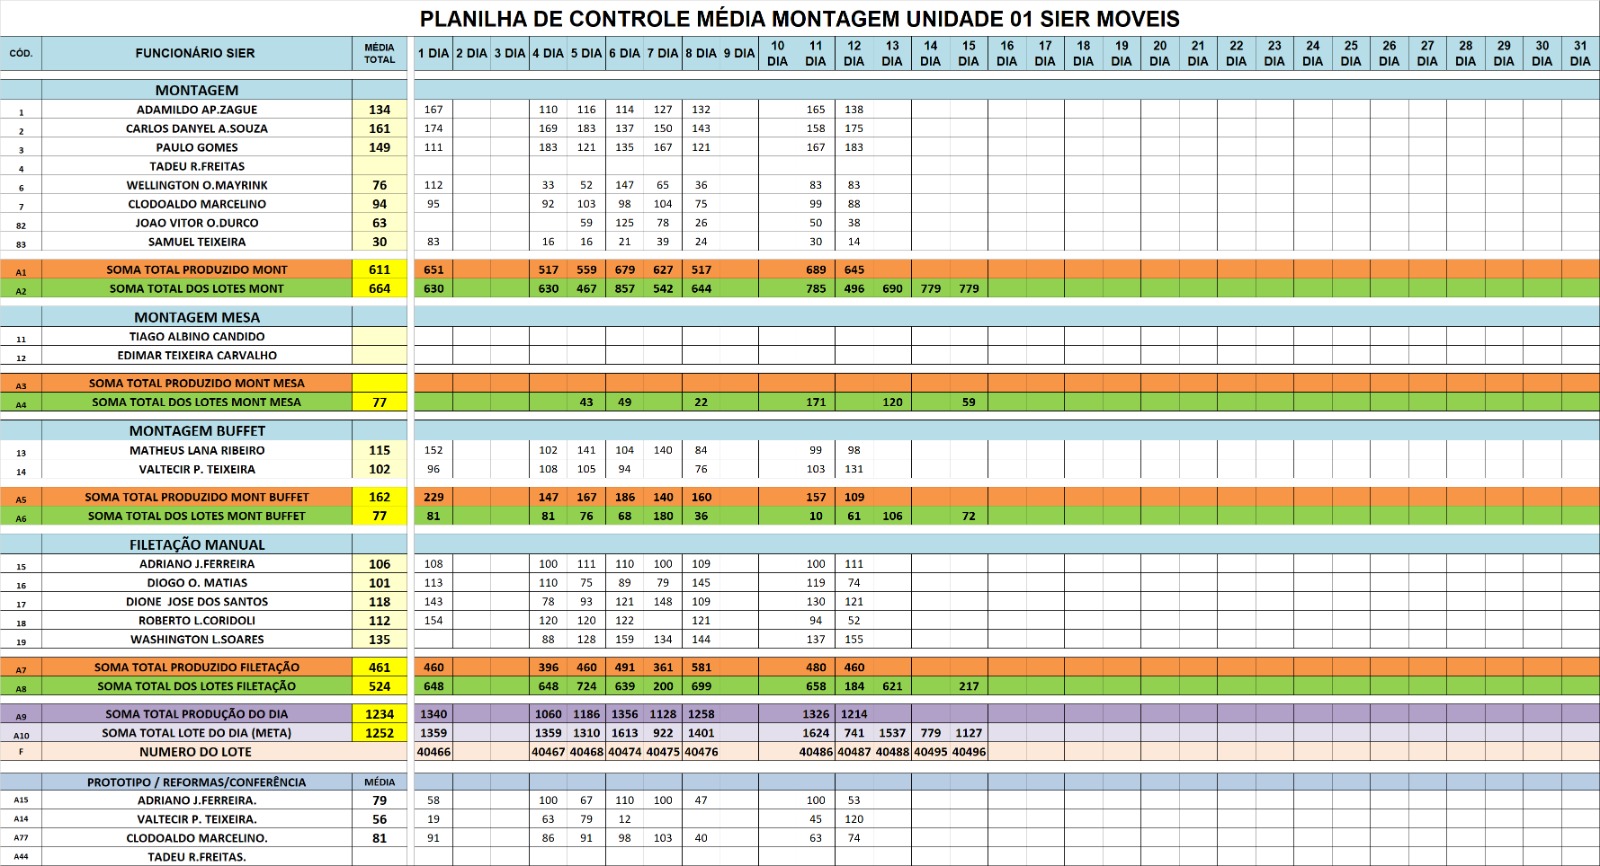 PLANILHA DE CONTROLE MÉDIA MONTAGEM UNIDADE 01 SIER MOVEIS
CÓD. FUNCIONÁRIO SIER MÉDIA TOTAL 1 DIA 2 DIA 3 DIA 4 DIA 5 DIA 6 DIA 7 DIA 8 DIA 9 DIA 10 DIA 11 DIA 12 DIA 13 DIA 14 DIA 15 DIA 16 DIA 17 DIA 18 DIA 19 DIA 20 DIA 21 DIA 22 DIA 23 DIA 24 DIA 25 DIA 26 DIA 27 DIA 28 DIA 29 DIA 30 DIA 31 DIA
MONTAGEM
1 ADAMILDO AP.ZAGUE 134 167 110 116 114 127 132 165 138
2 CARLOS DANYEL A.SOUZA 161 174 169 183 137 150 143 158 175
3 PAULO GOMES 149 111 183 121 135 167 121 167 183
4 TADEU R.FREITAS
6 WELLINGTON O.MAYRINK 76 112 33 52 147 65 36 83 83
7 CLODOALDO MARCELINO 94 95 92 103 98 104 75 99 88
82 JOAO VITOR O.DURCO 63 59 125 78 26 50 38
83 SAMUEL TEIXEIRA 30 83 16 16 21 39 24 30 14
A1 SOMA TOTAL PRODUZIDO MONT 611 651 517 559 679 627 517 689 645
A2 SOMA TOTAL DOS LOTES MONT 664 630 630 467 857 542 644 785 496 690 779 779
MONTAGEM MESA
11 TIAGO ALBINO CANDIDO
12 EDIMAR TEIXEIRA CARVALHO
A3 SOMA TOTAL PRODUZIDO MONT MESA
A4 SOMA TOTAL DOS LOTES MONT MESA 77 43 49 22 171 120 59
MONTAGEM BUFFET
13 MATHEUS LANA RIBEIRO 115 152 102 141 104 140 84 99 98
14 VALTECIR P. TEIXEIRA 102 96 108 105 94 76 103 131
A5 SOMA TOTAL PRODUZIDO MONT BUFFET 162 229 147 167 186 140 160 157 109
A6 SOMA TOTAL DOS LOTES MONT BUFFET 77 81 81 76 68 180 36 10 61 106 72
FILETAÇÃO MANUAL
15 ADRIANO J.FERREIRA 106 108 100 111 110 100 109 100 111
16 DIOGO O. MATIAS 101 113 110 75 89 79 145 119 74
17 DIONE JOSE DOS SANTOS 118 143 78 93 121 148 109 130 121
18 ROBERTO L.CORIDOLI 112 154 120 120 122 121 94 52
19 WASHINGTON L.SOARES 135 88 128 159 134 144 137 155
A7 SOMA TOTAL PRODUZIDO FILETAÇÃO 461 460 396 460 491 361 581 480 460
A8 SOMA TOTAL DOS LOTES FILETAÇÃO 524 648 648 724 639 200 699 658 184 621 217
A9 SOMA TOTAL PRODUÇÃO DO DIA 1234 1340 1060 1186 1356 1128 1258 1326 1214
A10 SOMA TOTAL LOTE DO DIA (META) 1252 1359 1359 1310 1613 922 1401 1624 741 1537 779 1127
F NUMERO DO LOTE 40466 40467 40468 40474 40475 40476 40486 40487 40488 40495 40496
PROTOTIPO / REFORMAS/CONFERÊNCIA MÉDIA
A15 ADRIANO J.FERREIRA. 79 58 100 67 110 100 47 100 53
A14 VALTECIR P. TEIXEIRA. 56 19 63 79 12 45 120
A77 CLODOALDO MARCELINO. 81 91 86 91 98 103 40 63 74
A44 TADEU R.FREITAS.